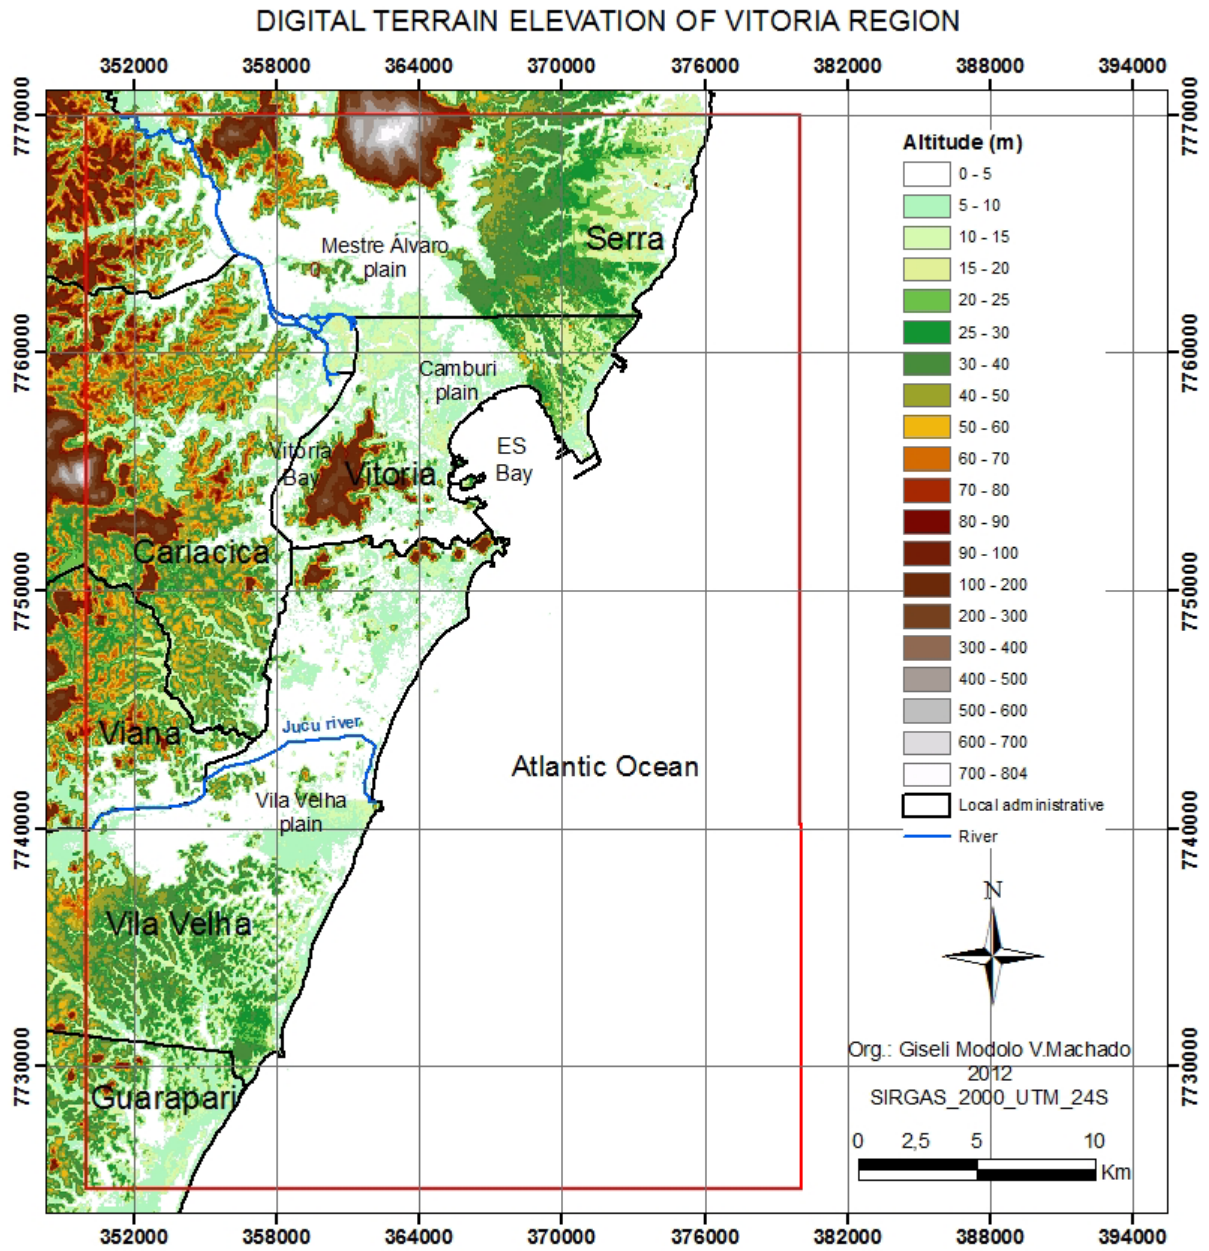 DIGITAL TERRAIN ELEVATION OF VITORIA REGION
352000 358000 364000 370000 376000 382000 388000 394000
7770000
7770000
Altitude (m)
0 - 5
5 - 10
10 - 15
15 - 20
20 - 25
25 - 30
30 - 40
40 - 50
50 - 60
60 - 70
70 - 80
80 - 90
90 - 100
100 - 200
200 - 300
300 - 400
400 - 500
500 - 600
600 - 700
700 - 804
Local administrative
River
Serra
Mestre Alvaro
plain
0
7760000
7760000
Camburi
plain
Vitoria
Bay
Vitoria
ES
Bay
Cariacica
7750000
7750000
Viana
Jucu river
Atlantic Ocean
Vila Velha
plain
7740000
7740000
Vila Velha
N
7730000
7730000
Guarapari
Org.: Giseli Modolo V.Machado
2012
SIRGAS_2000_UTM_24S
0 2,5 5 10
Km
352000 358000 364000 370000 376000 382000 388000 394000